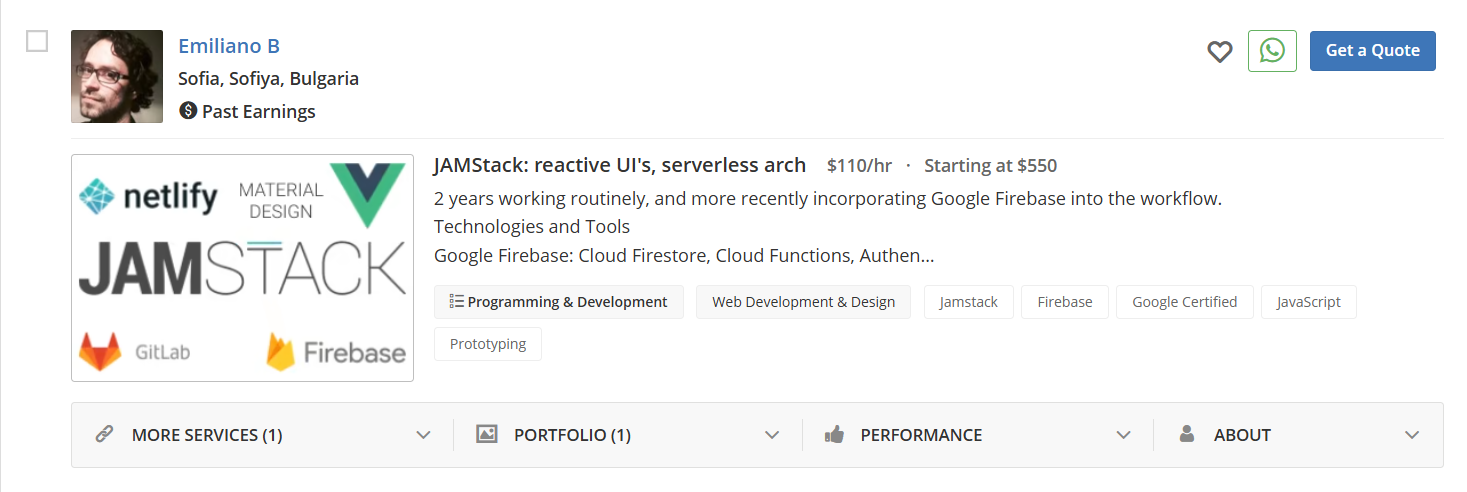 Emiliano B
Get a Quote
Sofia, Sofiya, Bulgaria
Past Earnings
netlify
MATERIAL
DESIGN
JAMSTACK
GitLab
Firebase
JAMStack: reactive UI's, serverless arch $110/hr · Starting at $550
2 years working routinely, and more recently incorporating Google Firebase into the workflow.
Technologies and Tools
Google Firebase: Cloud Firestore, Cloud Functions, Authen...
Programming & Development Web Development & Design Jamstack Firebase Google Certified JavaScript
Prototyping
MORE SERVICES (1) PORTFOLIO (1) PERFORMANCE ABOUT